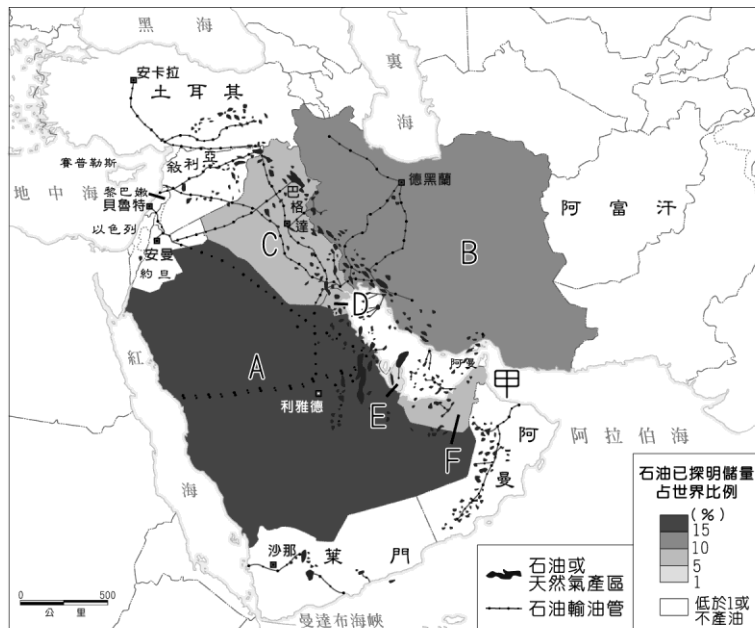 黑海
裏海
安卡拉
土耳其
賽普勒斯
敘利亞
地中海
黎巴嫩
貝魯特
以色列
安曼
約旦
巴格達
德黑蘭
阿富汗
B
C
D
A
利雅德
E
F
阿曼
甲
阿曼
阿拉伯海
紅海
沙那
葉門
曼達布海峽
0 500
公里
石油或
天然氣產區
石油輸油管
石油已探明儲量
占世界比例
(%)
15
10
5
1
低於1或
不產油